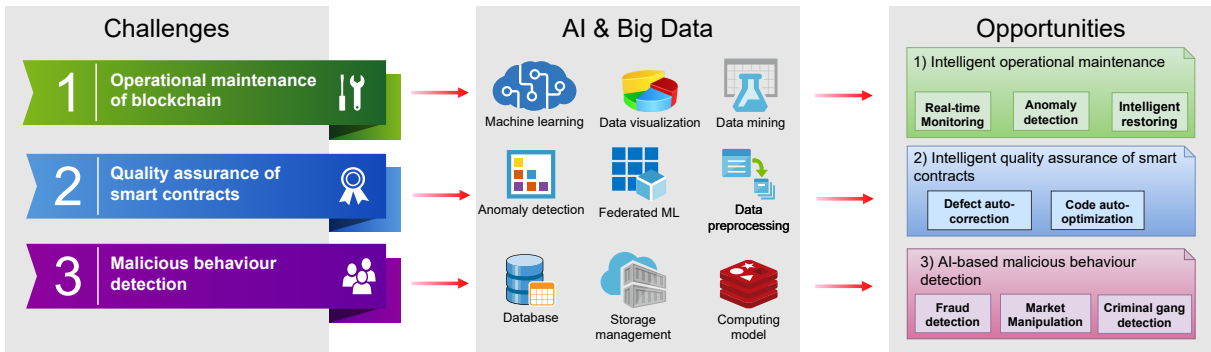 Challenges
1
Operational maintenance
of blockchain
2
Quality assurance of
smart contracts
3
Malicious behaviour
detection
AI & Big Data
Machine learning
Data visualization
Data mining
Anomaly detection
Federated ML
Data
preprocessing
Database
Storage
management
Computing
model
Opportunities
1) Intelligent operational maintenance
Real-time
Monitoring
Anomaly
detection
Intelligent
restoring
2) Intelligent quality assurance of smart
contracts
Defect auto-
correction
Code auto-
optimization
3) AI-based malicious behaviour
detection
Fraud
detection
Market
Manipulation
Criminal gang
detection